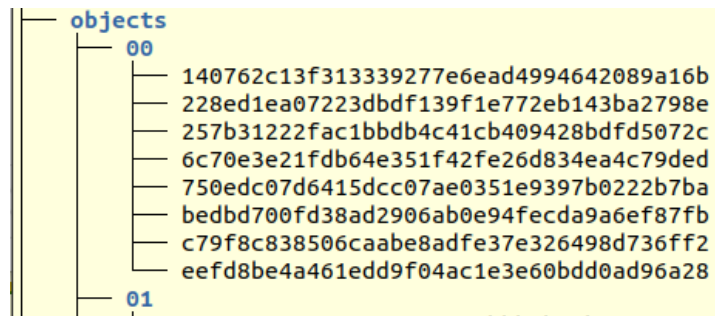 objects
00
140762c13f313339277e6ead4994642089a16b
228ed1ea07223dbdf139f1e772eb143ba2798e
257b31222fac1bbdb4c41cb409428bdfd5072c
6c70e3e21fdb64e351f42fe26d834ea4c79ded
750edc07d6415dcc07ae0351e9397b0222b7ba
bedbd700fd38ad2906ab0e94fecda9a6ef87fb
c79f8c838506caabe8adfe37e326498d736ff2
eefd8be4a461edd9f04ac1e3e60bdd0ad96a28
01